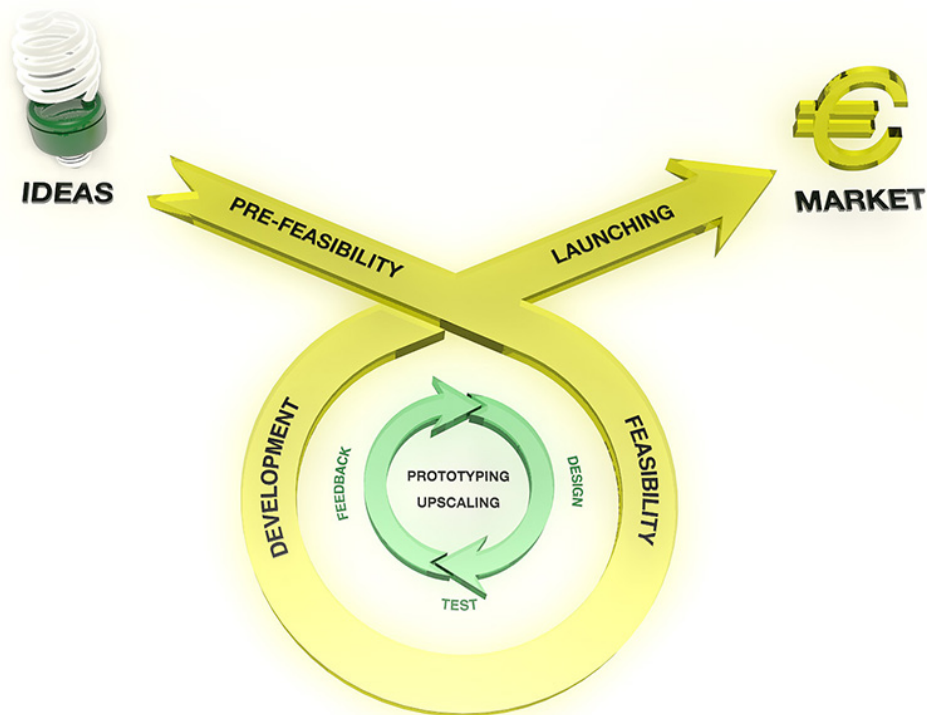 IDEAS
MARKET
PRE-FEASIBILITY
LAUNCHING
DEVELOPMENT
FEASIBILITY
FEEDBACK
PROTOTYPING
UPSCALING
DESIGN
TEST